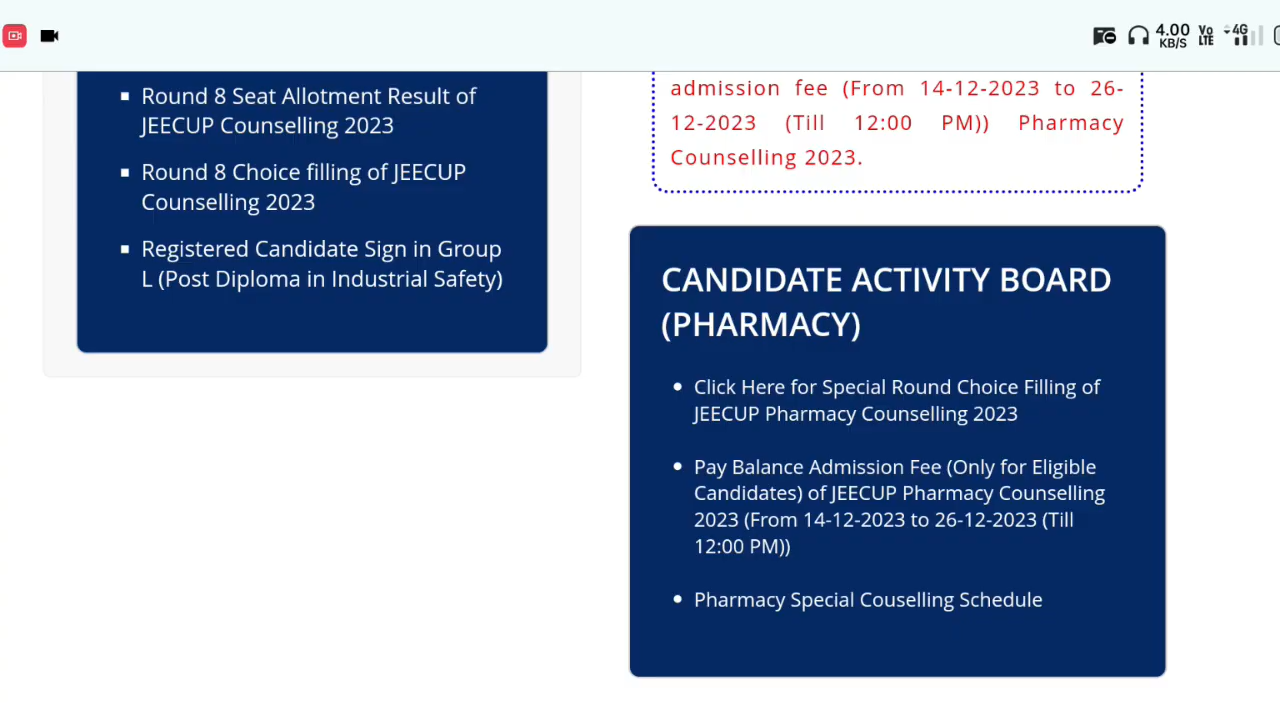 4.00
KB/S
Vo
LTE
4G
Round 8 Seat Allotment Result of
JEECUP Counselling 2023
Round 8 Choice filling of JEECUP
Counselling 2023
Registered Candidate Sign in Group
L (Post Diploma in Industrial Safety)
admission fee (From 14-12-2023 to 26-
12-2023 (Till 12:00 PM)) Pharmacy
Counselling 2023.
CANDIDATE ACTIVITY BOARD
(PHARMACY)
Click Here for Special Round Choice Filling of
JEECUP Pharmacy Counselling 2023
Pay Balance Admission Fee (Only for Eligible
Candidates) of JEECUP Pharmacy Counselling
2023 (From 14-12-2023 to 26-12-2023 (Till
12:00 PM))
Pharmacy Special Couselling Schedule